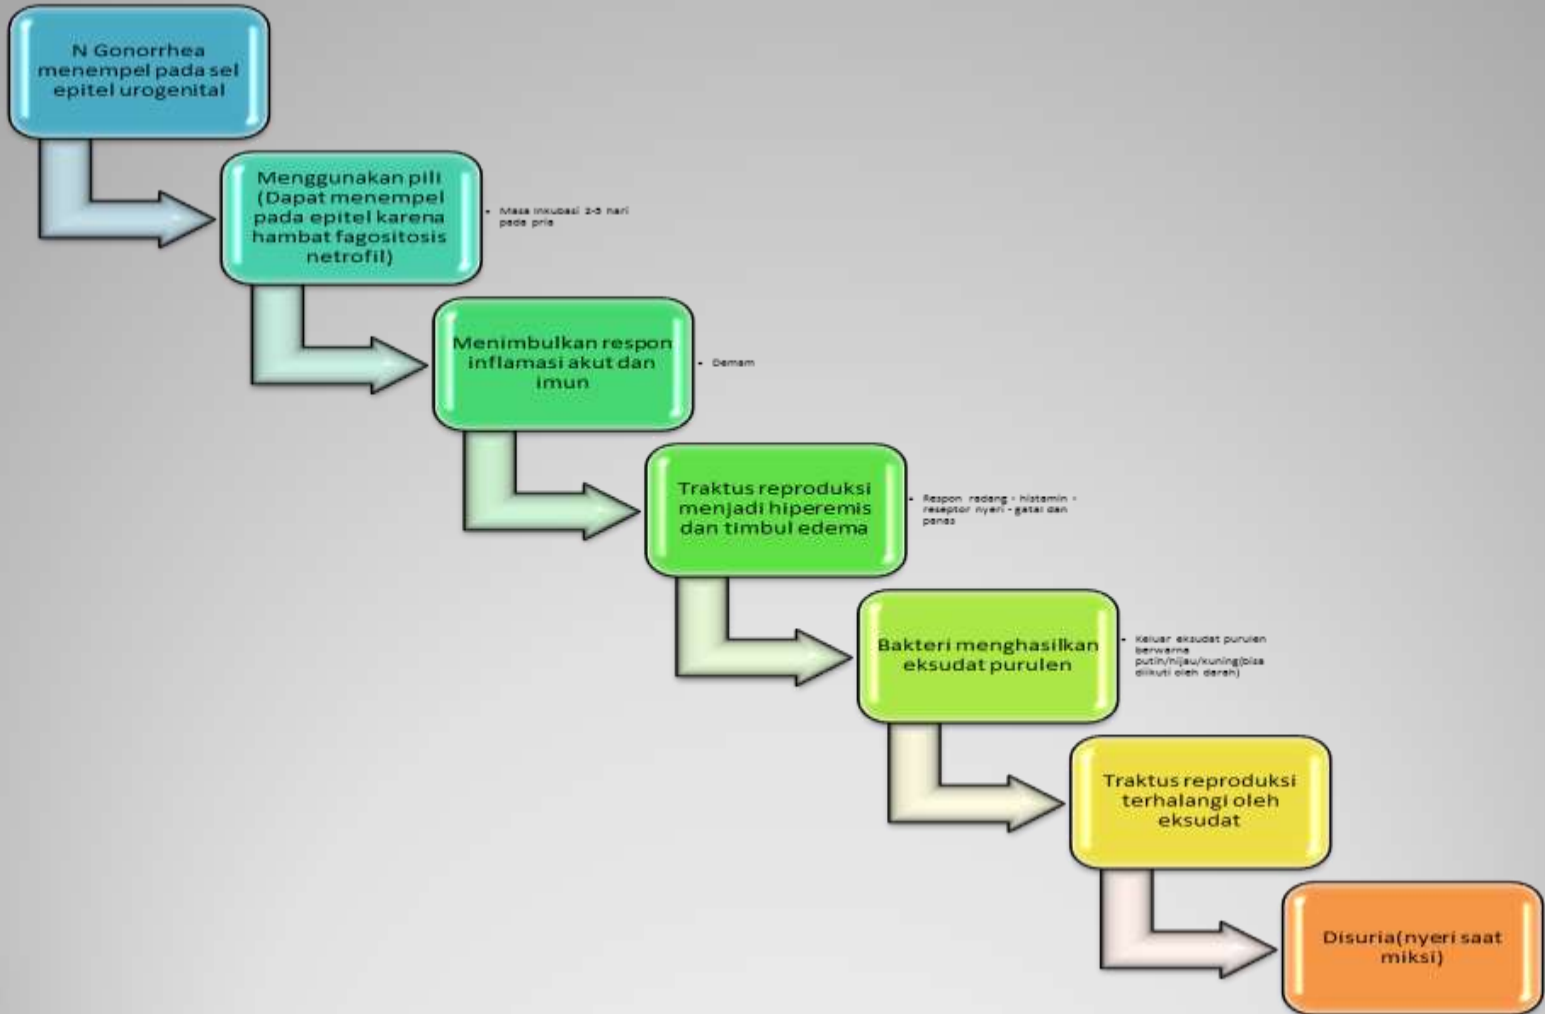 N Gonorrhea
menempel pada sel
epitel urogenital
Menggunakan pili
(Dapat menempel
pada epitel karena
hambat fagositosis
netrofil)
• Masa inkubasi 2-5 hari
pada pria
Menimbulkan respon
inflamasi akut dan
imun
• Demam
Traktus reproduksi
menjadi hiperemis
dan timbul edema
• Respon radang - histamin -
reseptor nyeri - gatal dan
panas
Bakteri menghasilkan
eksudat purulen
• Keluar eksudat purulen
berwarna
putih/hijau/kuning(bisa
diikuti oleh darah)
Traktus reproduksi
terhalangi oleh
eksudat
Disuria(nyeri saat
miksi)